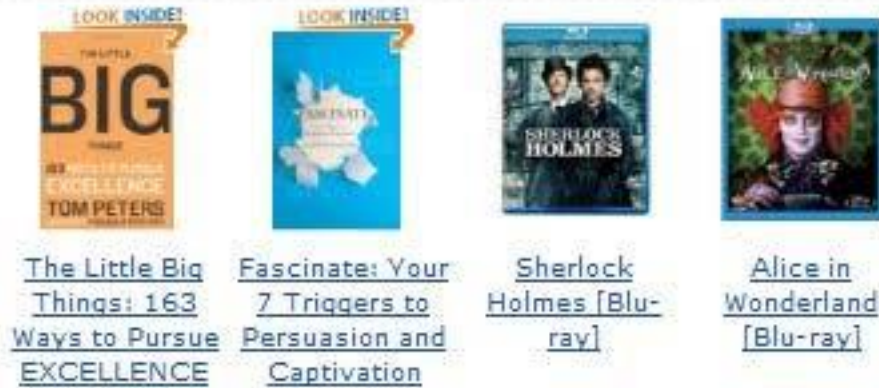 LOOK INSIDE!
LOOK INSIDE!
THE LITTLE
BIG
THINGS
EXCELLENCE
TOM PETERS
FASCINATE
SHERLOCK
HOLMES
The Little Big
Things: 163
Ways to Pursue
EXCELLENCE
Fascinate: Your
7 Triggers to
Persuasion and
Captivation
Sherlock
Holmes [Blu-
ray]
Alice in
Wonderland
[Blu-ray]